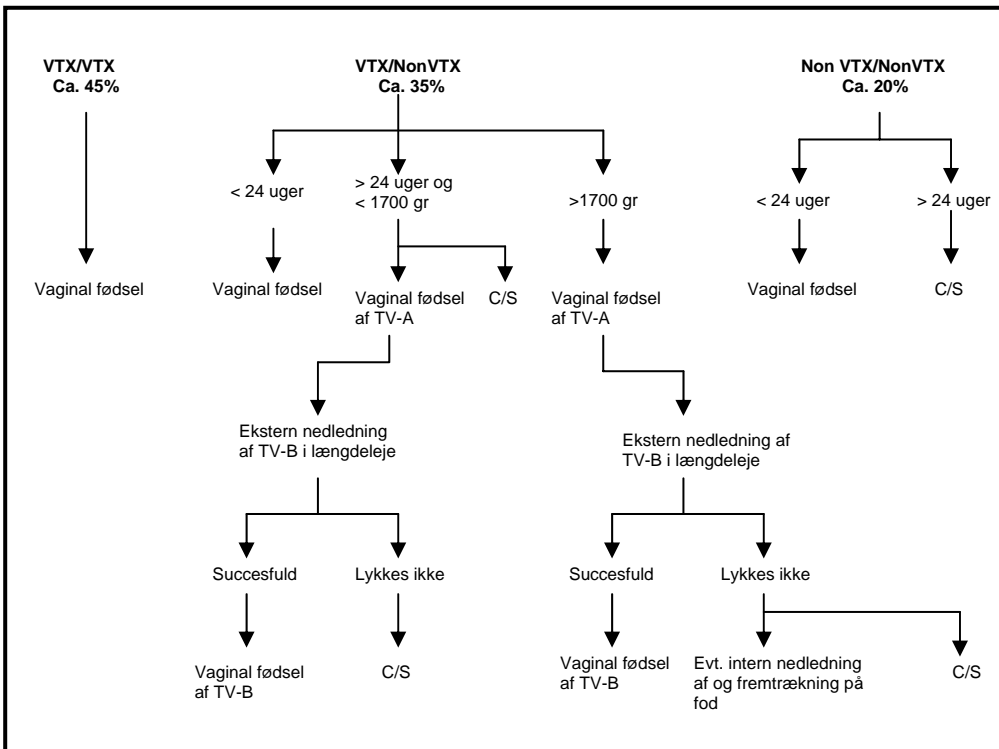 VTX/VTX
Ca. 45%
VTX/NonVTX
Ca. 35%
Non VTX/NonVTX
Ca. 20%
< 24 uger
> 24 uger og
< 1700 gr
>1700 gr
< 24 uger
> 24 uger
Vaginal fødsel
Vaginal fødsel
Vaginal fødsel
af TV-A
C/S
Vaginal fødsel
af TV-A
Vaginal fødsel
C/S
Ekstern nedledning
af TV-B i længdeleje
Ekstern nedledning af
TV-B i længdeleje
Succesfuld
Lykkes ikke
Succesfuld
Lykkes ikke
Vaginal fødsel
af TV-B
C/S
Vaginal fødsel
af TV-B
Evt. intern nedledning
af og fremtrækning på
fod
C/S